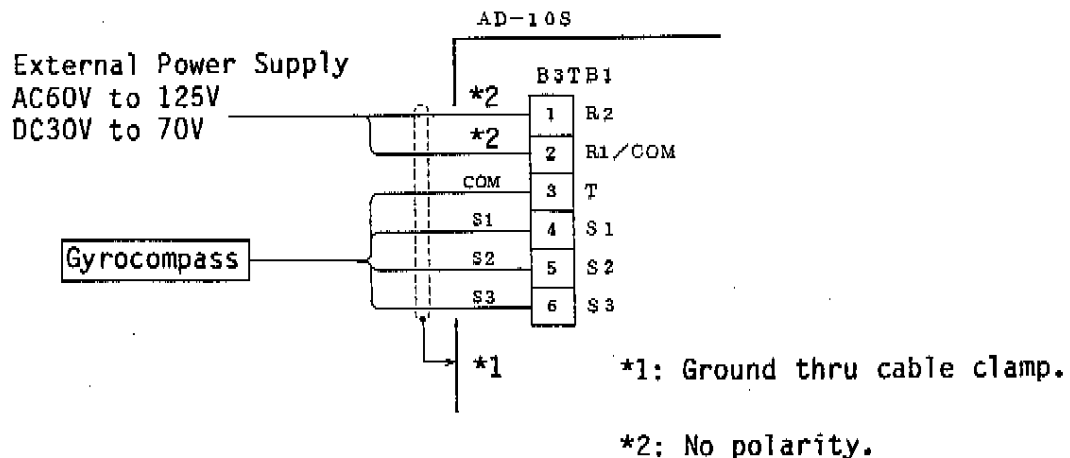 AD-10S
External Power Supply
AC60V to 125V
DC30V to 70V
B3TB1
*2
1 R2
*2
2 R1/COM
COM
3 T
S1
4 S1
Gyrocompass
S2
5 S2
S3
6 S3
*1
*1: Ground thru cable clamp.
*2: No polarity.